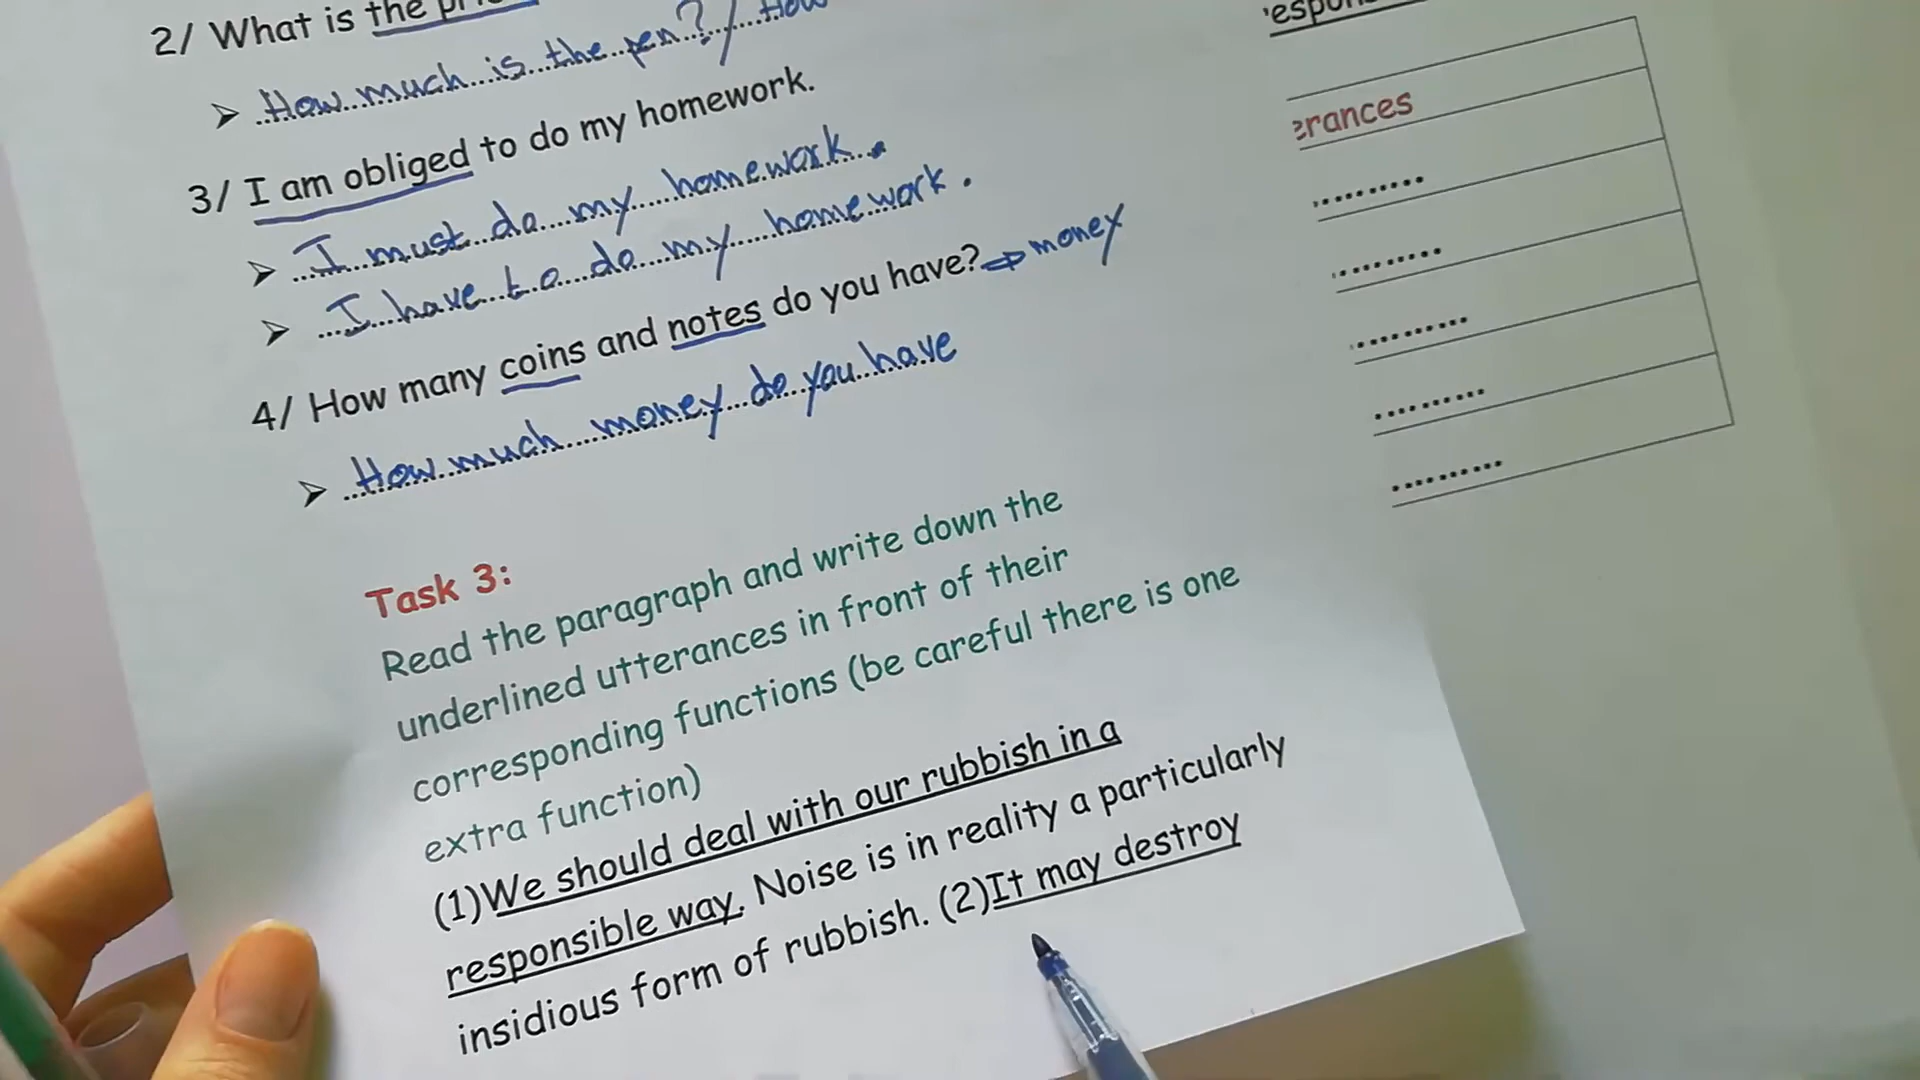 2/ What is the
How much is the pen? / How
3/ I am obliged to do my homework.
➢ I must do my homework.
➢ I have to do my homework.
4/ How many coins and notes do you have? ⇒ money
➢ How much money do you have
Task 3:
Read the paragraph and write down the
underlined utterances in front of their
corresponding functions (be careful there is one
extra function)
(1)We should deal with our rubbish in a
responsible way. Noise is in reality a particularly
insidious form of rubbish. (2)It may destroy
erances